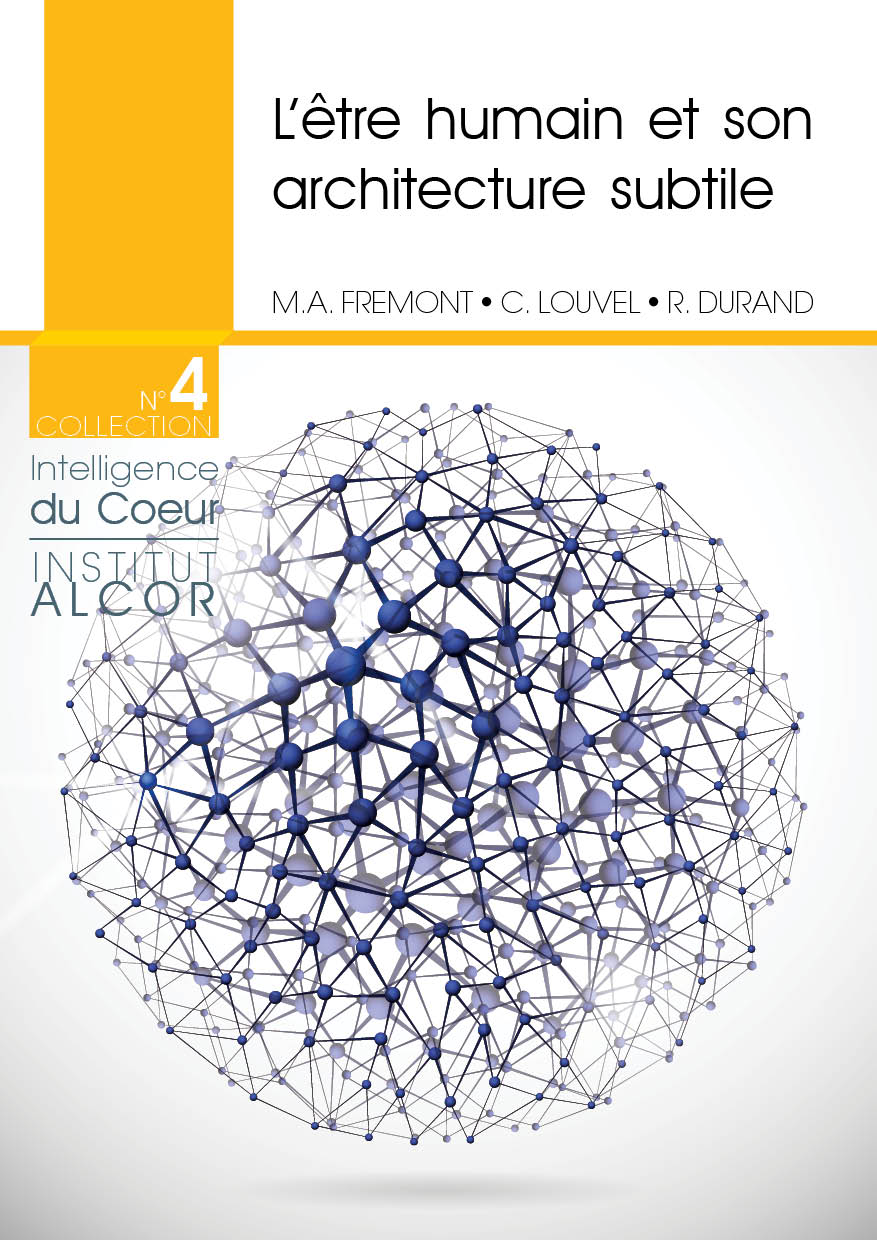 L'être humain et son
architecture subtile
M.A. FREMONT • C. LOUVEL • R. DURAND
N° 4
COLLECTION
Intelligence
du Coeur
INSTITUT
ALCOR